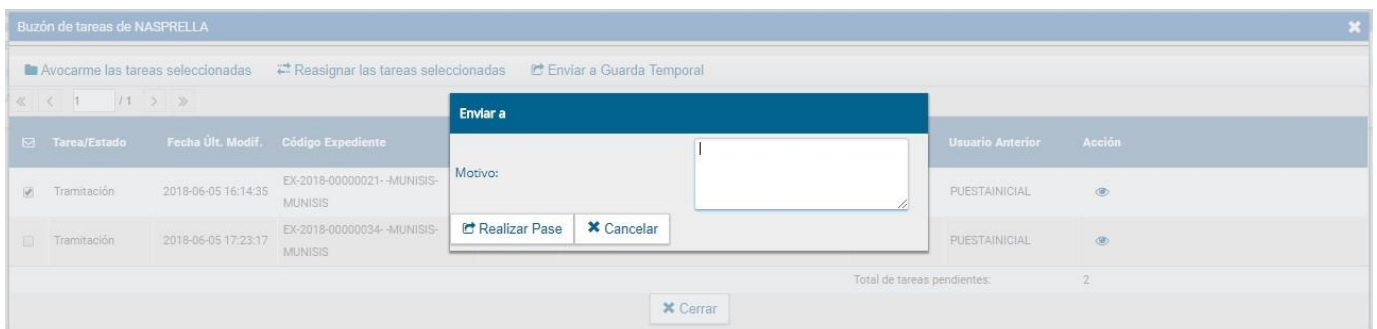 Buzón de tareas de NASPRELLA
Avocarme las tareas seleccionadas Reasignar las tareas seleccionadas Enviar a Guarda Temporal
1 / 1
Enviar a
Tarea/Estado Fecha Últ. Modif. Código Expediente Usuario Anterior Acción
Motivo:
Tramitación 2018-06-05 16:14:35 EX-2018-00000021- -MUNISIS-
MUNISIS PUESTAINICIAL
Realizar Pase Cancelar
Tramitación 2018-06-05 17:23:17 EX-2018-00000034- -MUNISIS-
MUNISIS PUESTAINICIAL
Total de tareas pendientes: 2
Cerrar